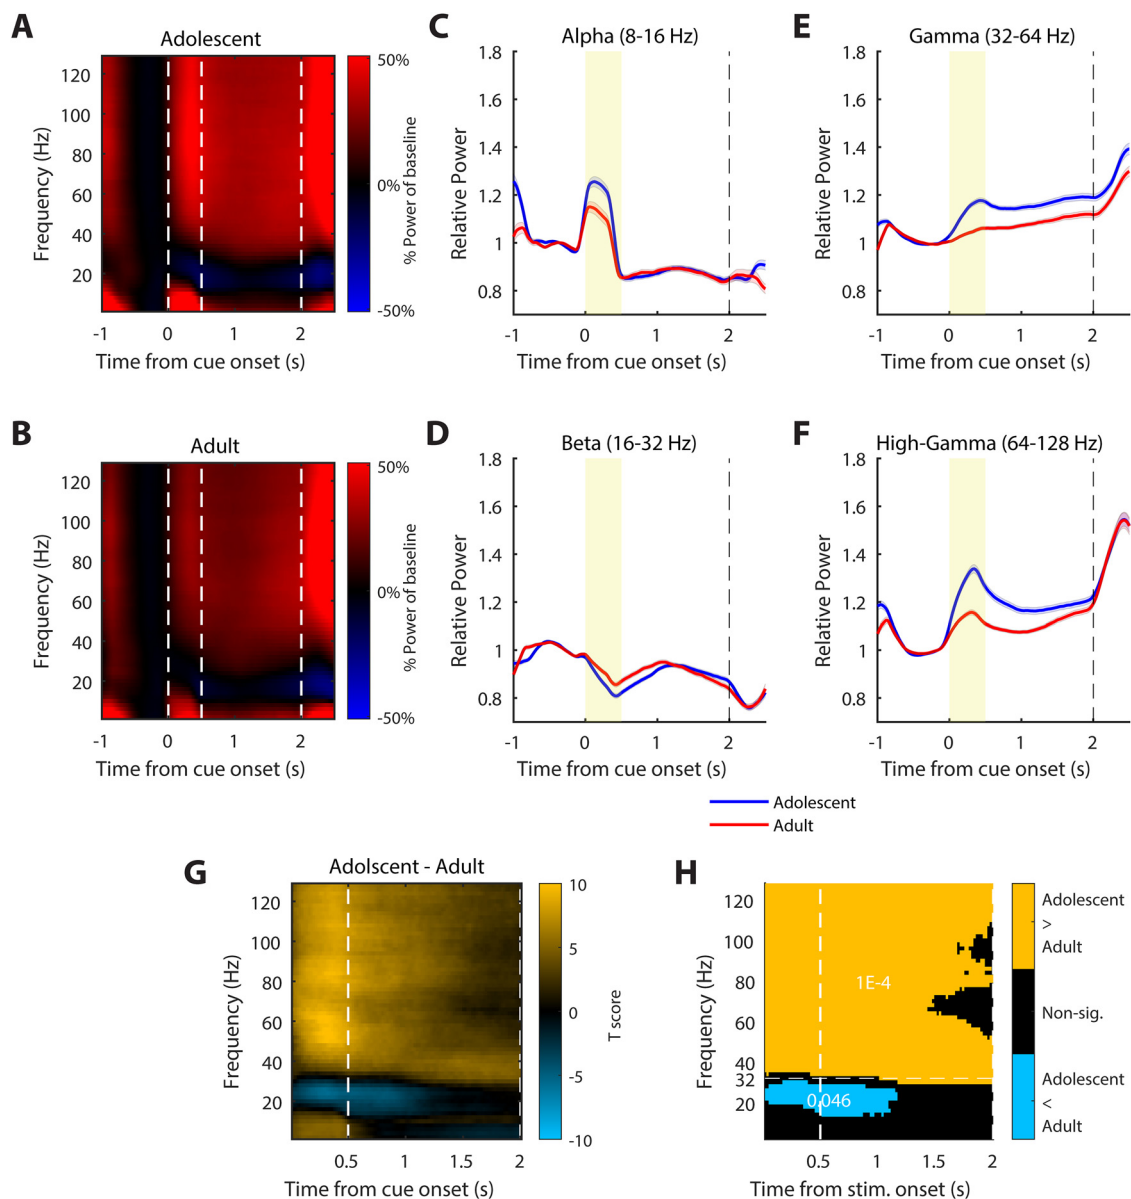 A
Adolescent
120
100
80
60
40
20
Frequency (Hz)
-1
0
1
2
Time from cue onset (s)
50%
0%
-50%
% Power of baseline
C
Alpha (8-16 Hz)
1.8
1.6
1.4
1.2
1
0.8
Relative Power
-1
0
1
2
Time from cue onset (s)
E
Gamma (32-64 Hz)
1.8
1.6
1.4
1.2
1
0.8
Relative Power
-1
0
1
2
Time from cue onset (s)
B
Adult
120
100
80
60
40
20
Frequency (Hz)
-1
0
1
2
Time from cue onset (s)
50%
0%
-50%
% Power of baseline
D
Beta (16-32 Hz)
1.8
1.6
1.4
1.2
1
0.8
Relative Power
-1
0
1
2
Time from cue onset (s)
F
High-Gamma (64-128 Hz)
1.8
1.6
1.4
1.2
1
0.8
Relative Power
-1
0
1
2
Time from cue onset (s)
Adolescent
Adult
G
Adolscent - Adult
120
100
80
60
40
20
Frequency (Hz)
0.5
1
1.5
2
Time from cue onset (s)
10
5
0
-5
-10
T score
H
120
100
80
60
40
32
20
Frequency (Hz)
1E-4
0.046
0.5
1
1.5
2
Time from stim. onset (s)
Adolescent
>
Adult
Non-sig.
Adolescent
<
Adult